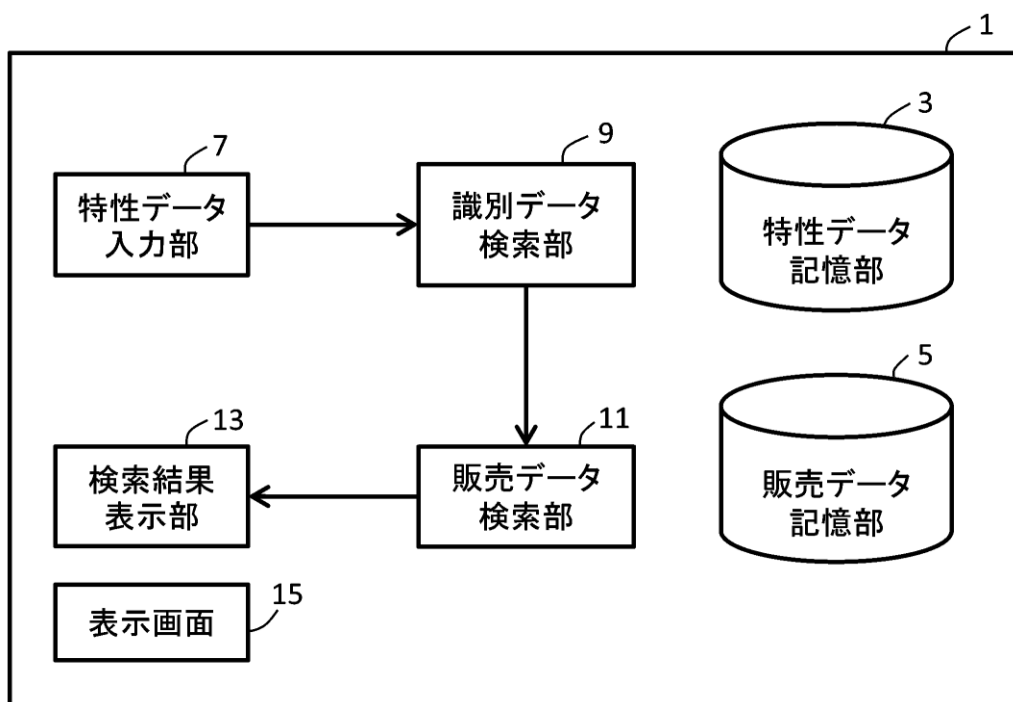 1
7
特性データ
入力部
9
識別データ
検索部
3
特性データ
記憶部
13
検索結果
表示部
11
販売データ
検索部
5
販売データ
記憶部
15
表示画面